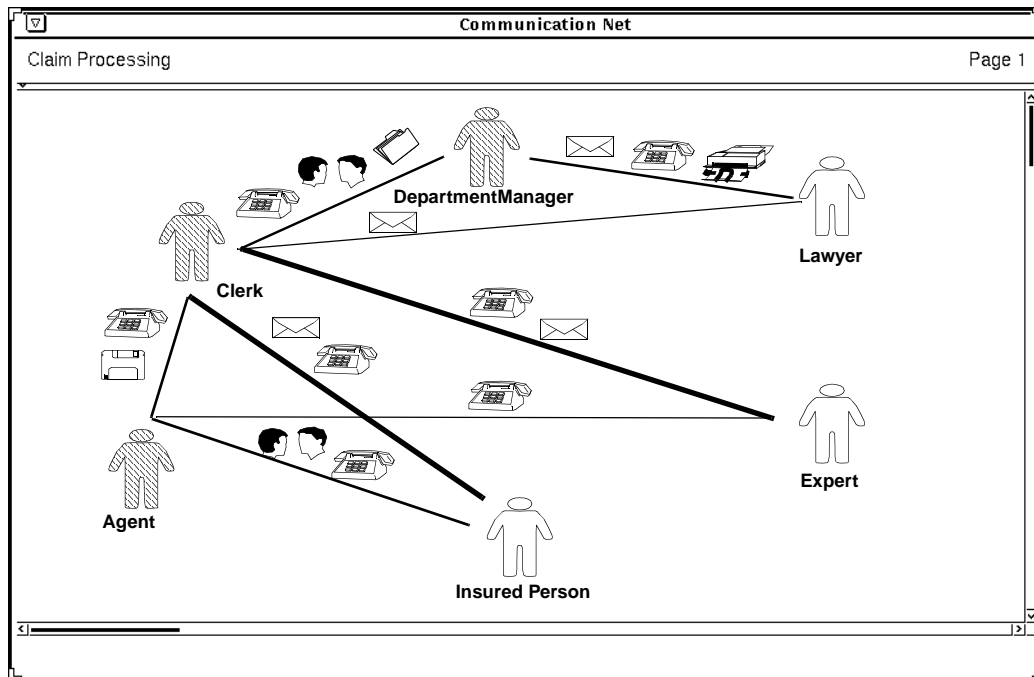 Communication Net
Claim Processing
Page 1
DepartmentManager
Lawyer
Clerk
Expert
Agent
Insured Person